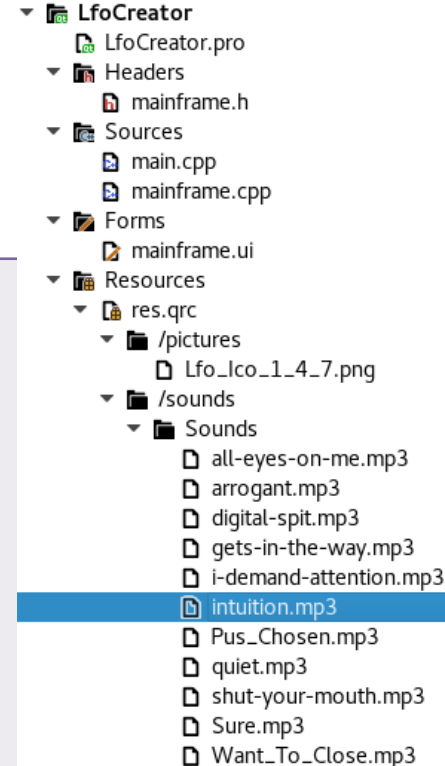 LfoCreator
LfoCreator.pro
Headers
mainframe.h
Sources
main.cpp
mainframe.cpp
Forms
mainframe.ui
Resources
res.qrc
/pictures
Lfo_Ico_1_4_7.png
/sounds
Sounds
all-eyes-on-me.mp3
arrogant.mp3
digital-spit.mp3
gets-in-the-way.mp3
i-demand-attention.mp3
intuition.mp3
Pus_Chosen.mp3
quiet.mp3
shut-your-mouth.mp3
Sure.mp3
Want_To_Close.mp3